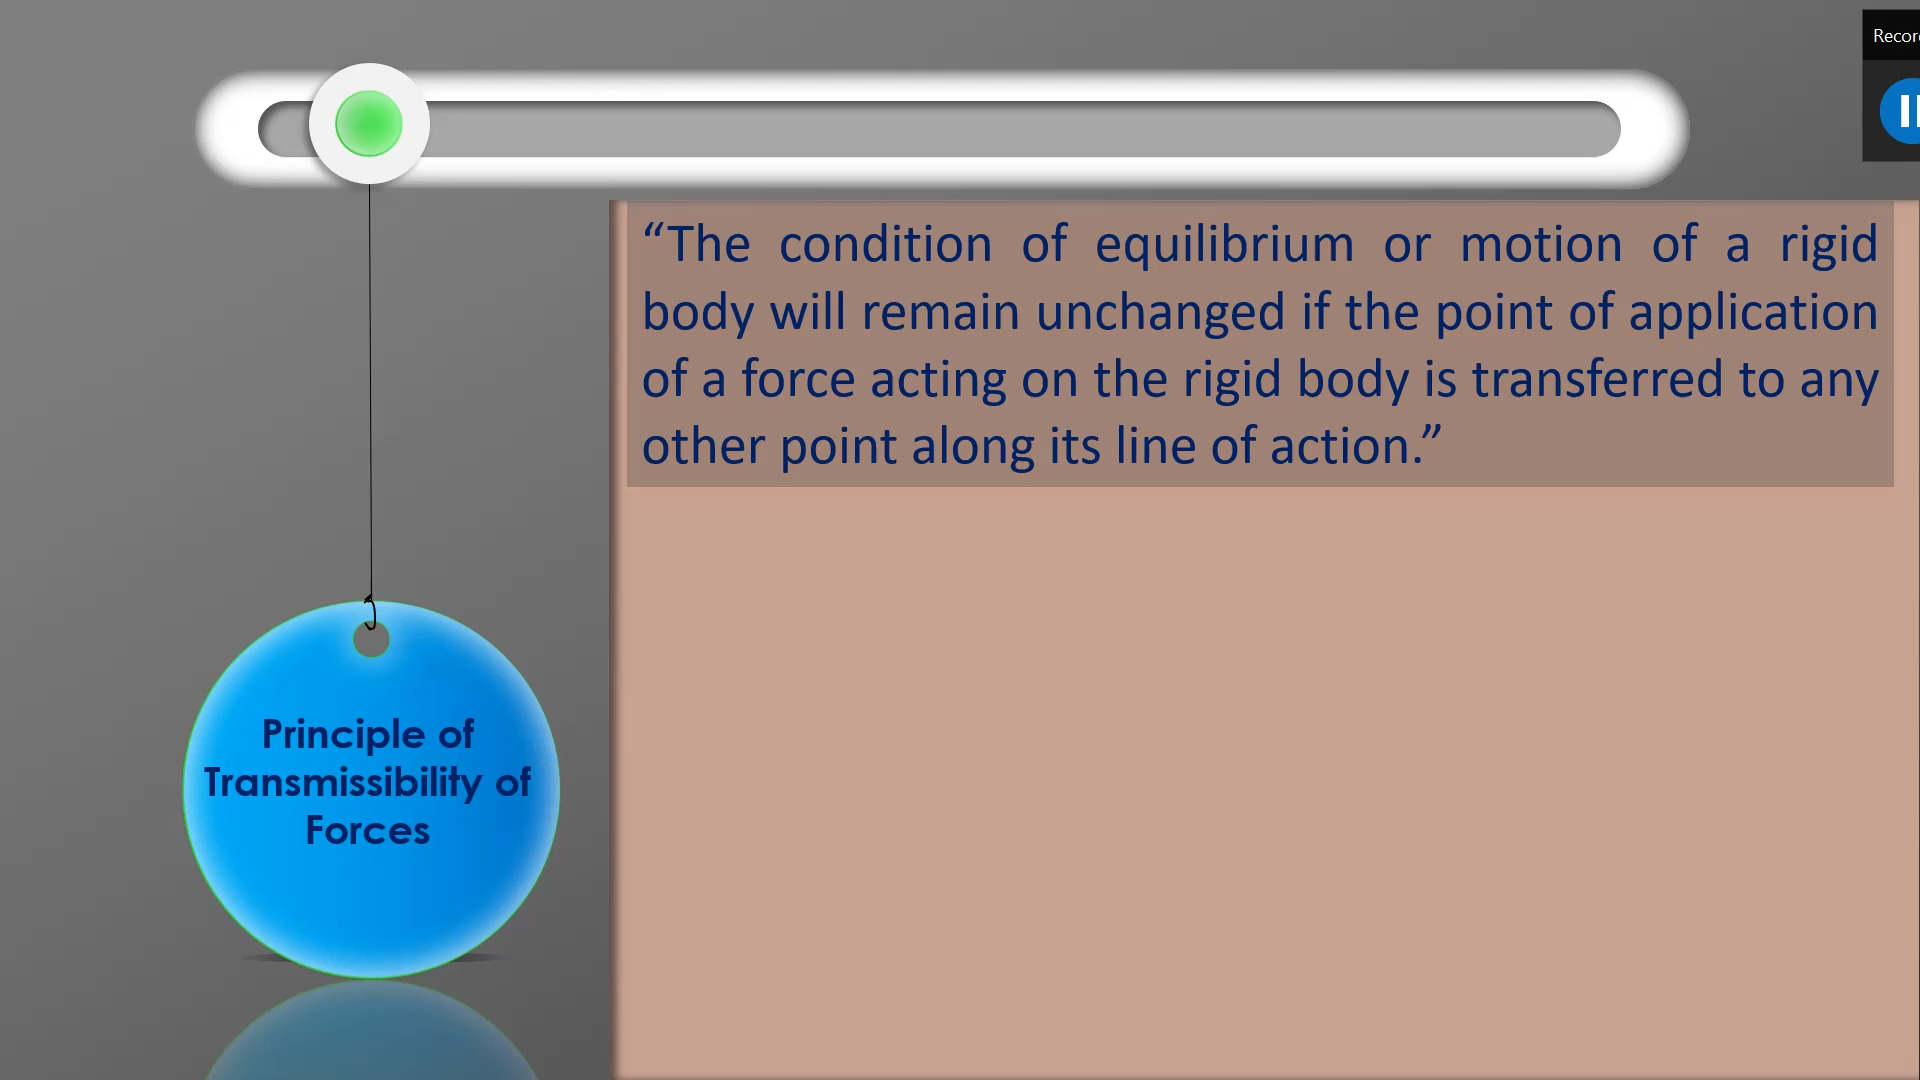 “The condition of equilibrium or motion of a rigid
body will remain unchanged if the point of application
of a force acting on the rigid body is transferred to any
other point along its line of action.”
Principle of
Transmissibility of
Forces